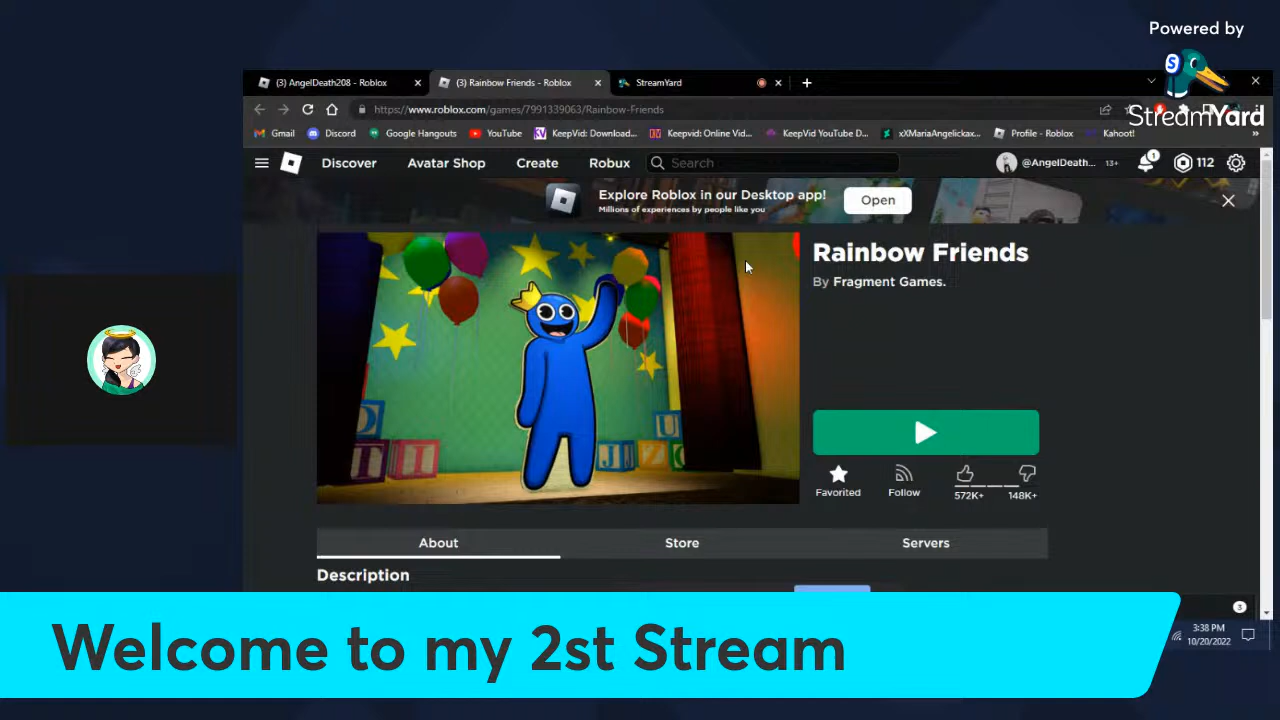 Powered by
StreamYard
(3) AngelDeath208 - Roblox
(3) Rainbow Friends - Roblox
StreamYard
https://www.roblox.com/games/7991339063/Rainbow-Friends
Gmail
Discord
Google Hangouts
YouTube
KeepVid: Download...
Keepvid: Online Vid...
KeepVid YouTube D...
xXMariaAngelickax...
Profile - Roblox
Kahoot!
Discover
Avatar Shop
Create
Robux
Search
@AngelDeath...
13+
1
112
Explore Roblox in our Desktop app!
Millions of experiences by people like you
Open
Rainbow Friends
By Fragment Games.
Favorited
Follow
572K+
148K+
About
Store
Servers
Description
3
3:38 PM
10/20/2022
Welcome to my 2st Stream